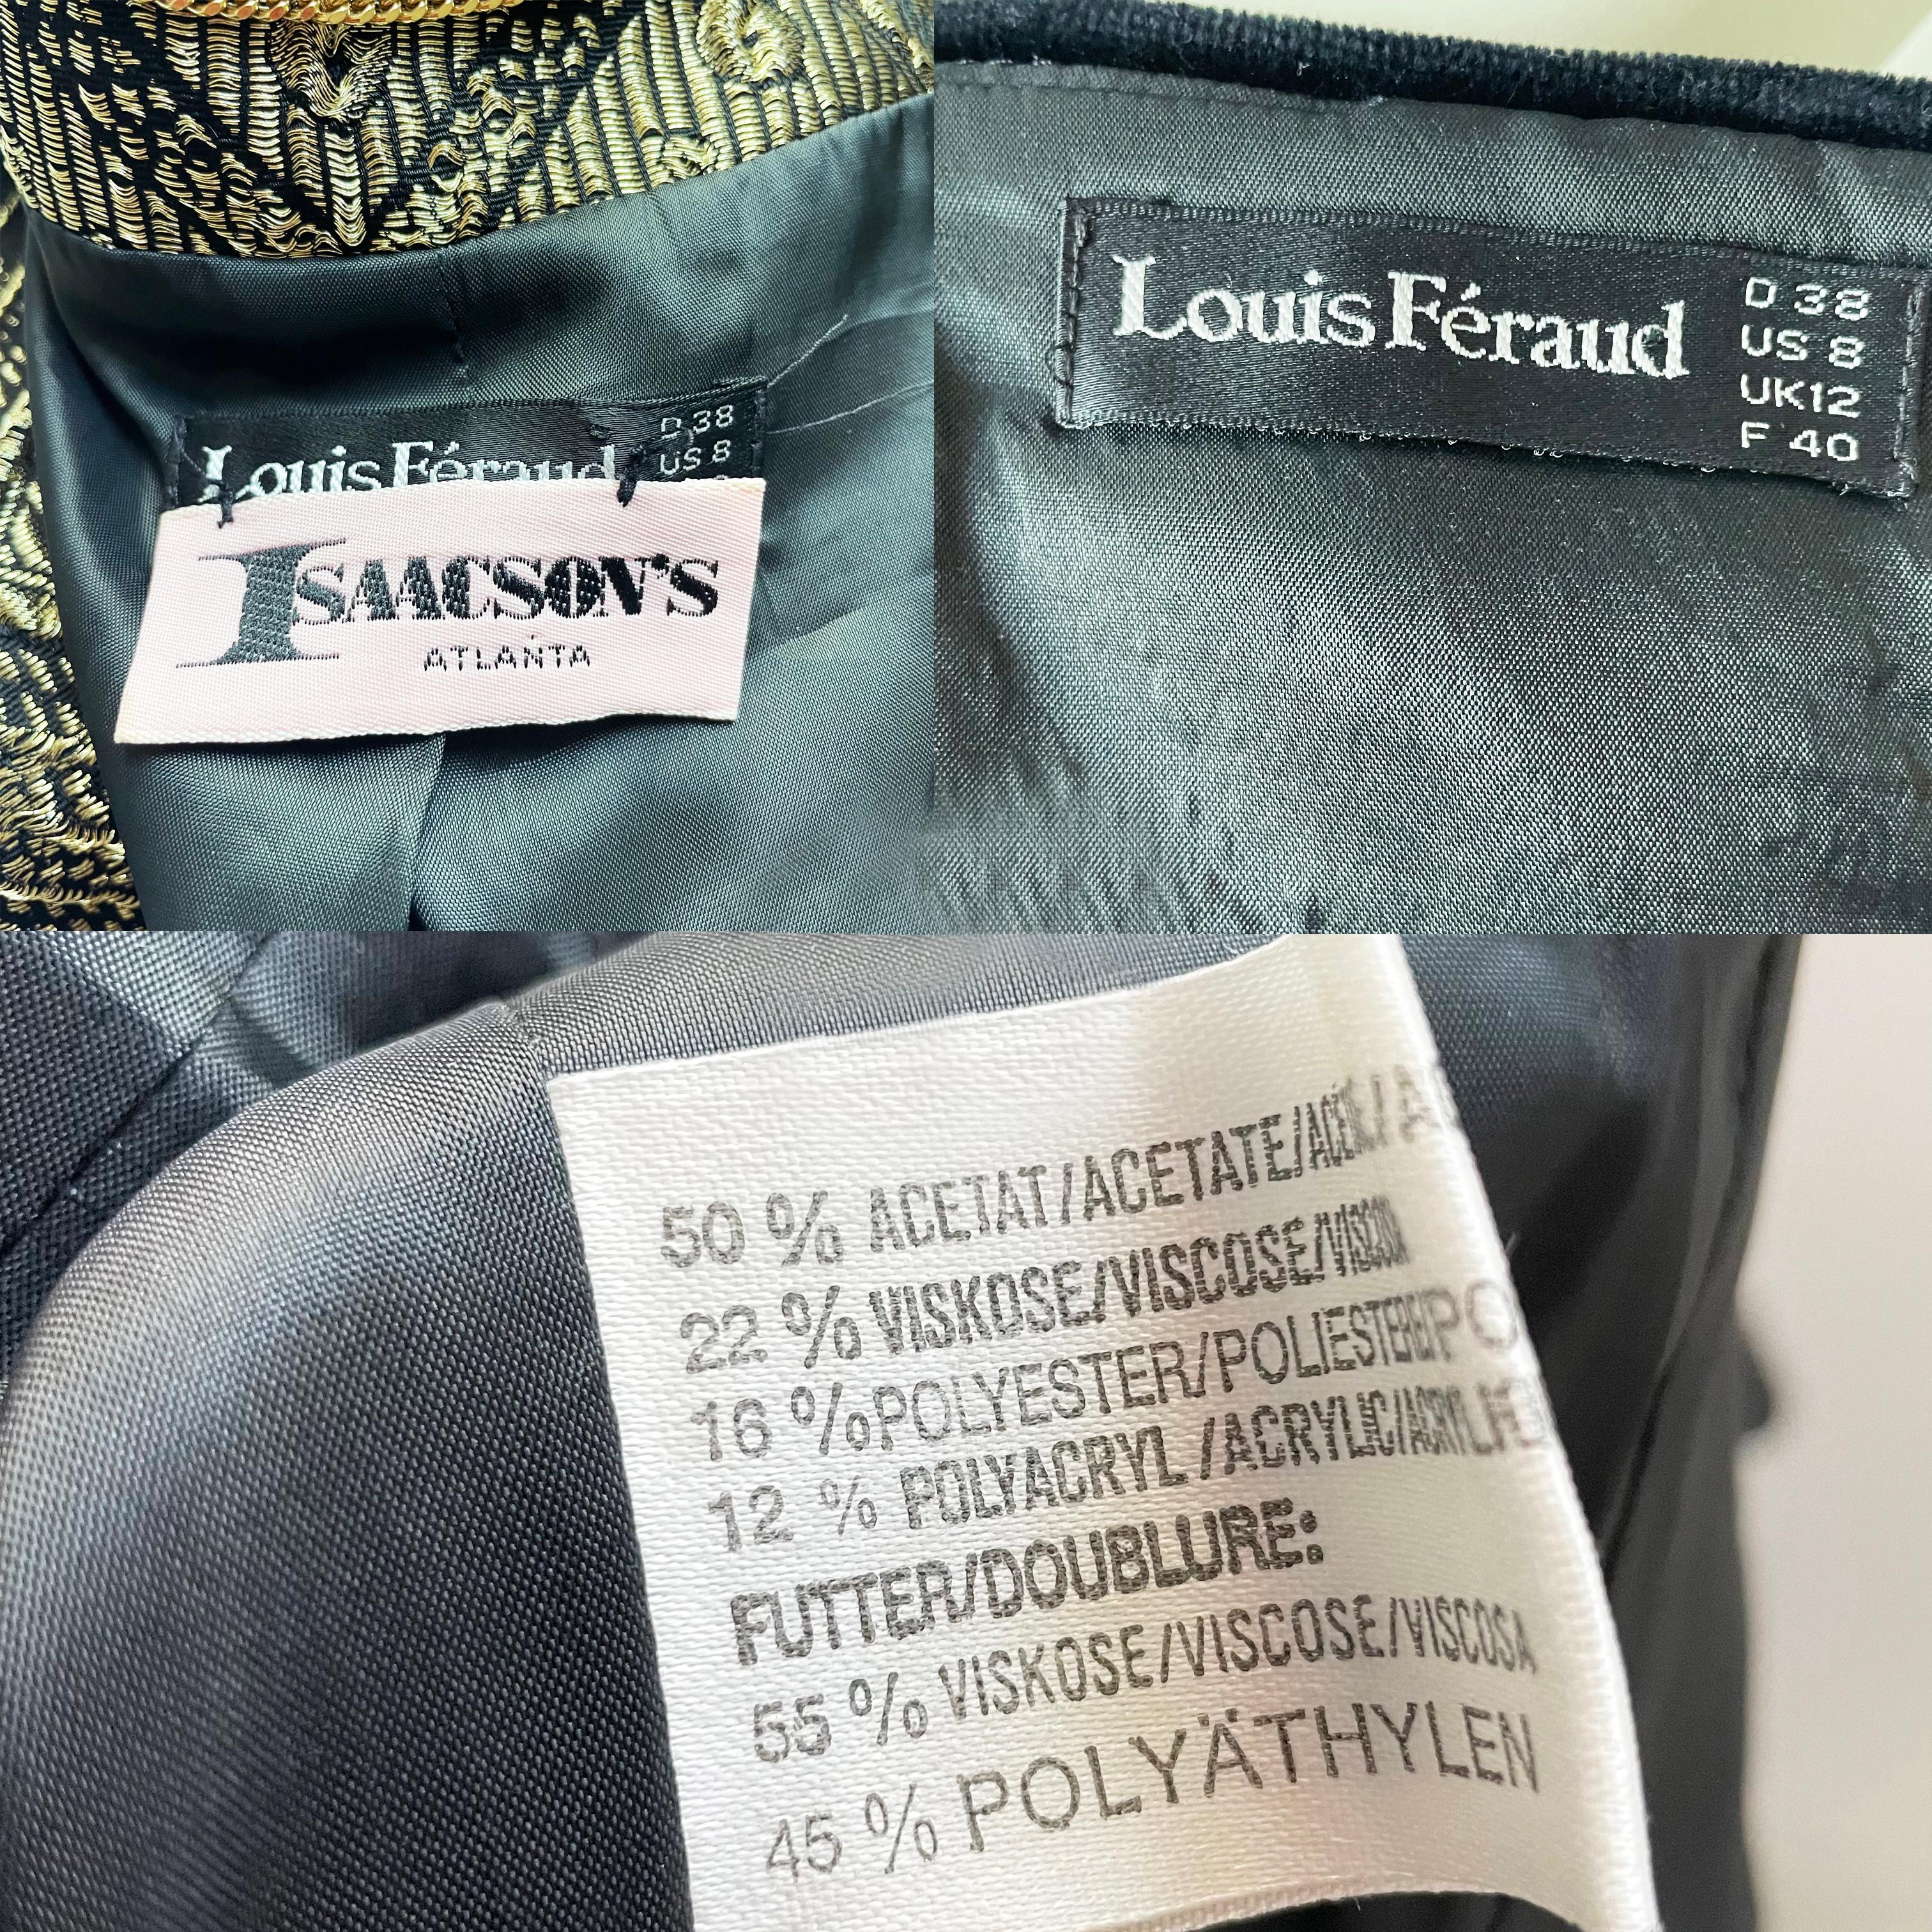 Louis Féraud
D 38
US 8
ISAACSON'S
ATLANTA
Louis Féraud
D 38
US 8
UK12
F 40
50 % ACETAT/ACETATE/
22 % VISKOSE/VISCOSE/
16 %POLYESTER/POLIESTER/
12 % POLYACRYL/ACRYLIC/
FUTTER/DOUBLURE:
55 % VISKOSE/VISCOSE/VISCOSA
45 % POLYÄTHYLEN